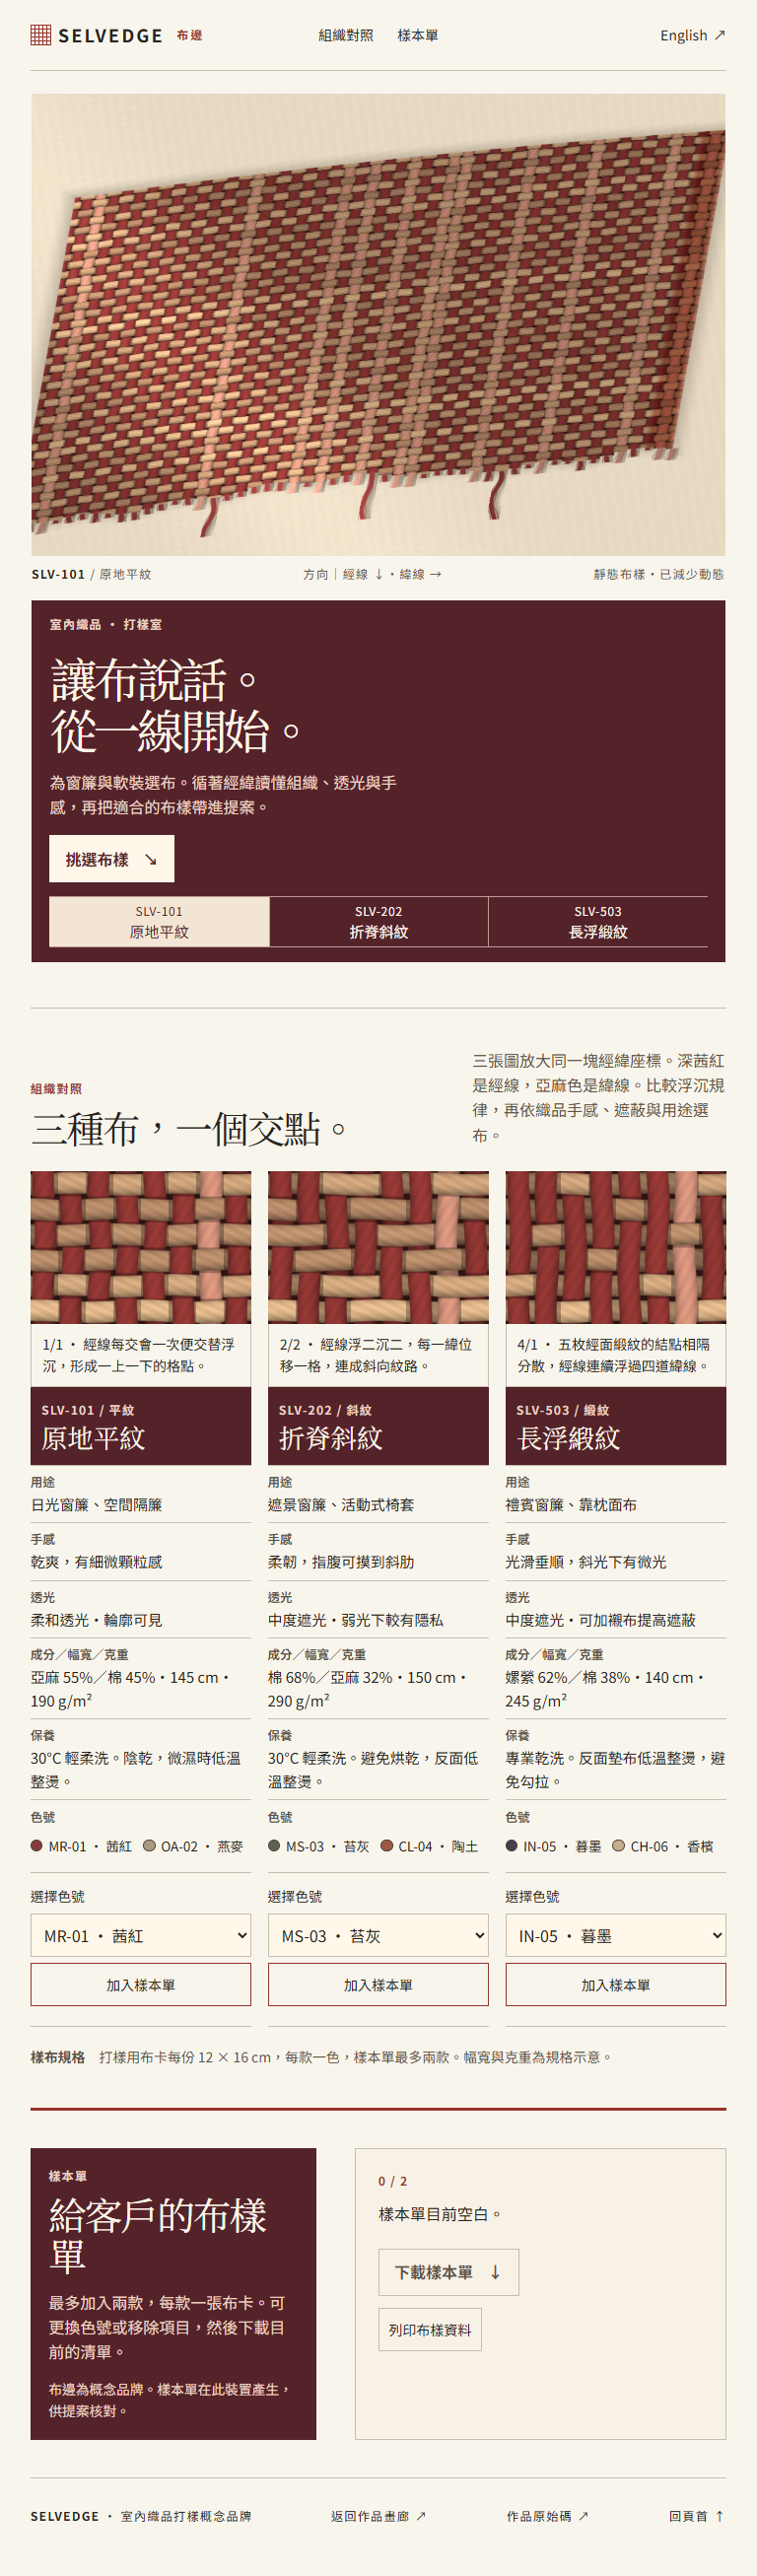 SELVEDGE 布邊
組織對照 樣本單
English ↗
SLV-101 / 原地平紋
方向｜經線 ↓・緯線 →
靜態布樣・已減少動態
室內織品 · 打樣室
讓布說話。
從一線開始。
為窗簾與軟裝選布。循著經緯讀懂組織、透光與手
感，再把適合的布樣帶進提案。
挑選布樣 ↘
SLV-101
原地平紋
SLV-202
折脊斜紋
SLV-503
長浮緞紋
組織對照
三種布，一個交點。
三張圖放大同一塊經緯座標。深茜紅
是經線，亞麻色是緯線。比較浮沉規
律，再依織品手感、遮蔽與用途選
布。
1/1 · 經線每交會一次便交替浮
沉，形成一上一下的格點。
SLV-101 / 平紋
原地平紋
用途
日光窗簾、空間隔簾
手感
乾爽，有細微顆粒感
透光
柔和透光・輪廓可見
成分／幅寬／克重
亞麻 55%／棉 45%・145 cm・
190 g/m²
保養
30°C 輕柔洗。陰乾，微濕時低溫
整燙。
色號
MR-01 · 茜紅 OA-02 · 燕麥
選擇色號
MR-01 · 茜紅
加入樣本單
2/2 · 經線浮二沉二，每一緯位
移一格，連成斜向紋路。
SLV-202 / 斜紋
折脊斜紋
用途
遮景窗簾、活動式椅套
手感
柔韌，指腹可摸到斜肋
透光
中度遮光・弱光下較有隱私
成分／幅寬／克重
棉 68%／亞麻 32%・150 cm・
290 g/m²
保養
30°C 輕柔洗。避免烘乾，反面低
溫整燙。
色號
MS-03 · 苔灰 CL-04 · 陶土
選擇色號
MS-03 · 苔灰
加入樣本單
4/1 · 五枚經面緞紋的結點相隔
分散，經線連續浮過四道緯線。
SLV-503 / 緞紋
長浮緞紋
用途
禮賓窗簾、靠枕面布
手感
光滑垂順，斜光下有微光
透光
中度遮光・可加襯布提高遮蔽
成分／幅寬／克重
嫘縈 62%／棉 38%・140 cm・
245 g/m²
保養
專業乾洗。反面墊布低溫整燙，避
免勾拉。
色號
IN-05 · 暮墨 CH-06 · 香檳
選擇色號
IN-05 · 暮墨
加入樣本單
樣布規格 打樣用布卡每份 12 × 16 cm，每款一色，樣本單最多兩款。幅寬與克重為規格示意。
樣本單
給客戶的布樣
單
最多加入兩款，每款一張布卡。可
更換色號或移除項目，然後下載目
前的清單。
布邊為概念品牌。樣本單在此裝置產生，
供提案核對。
0 / 2
樣本單目前空白。
下載樣本單 ↓
列印布樣資料
SELVEDGE · 室內織品打樣概念品牌
返回作品畫廊 ↗
作品原始碼 ↗
回頁首 ↑